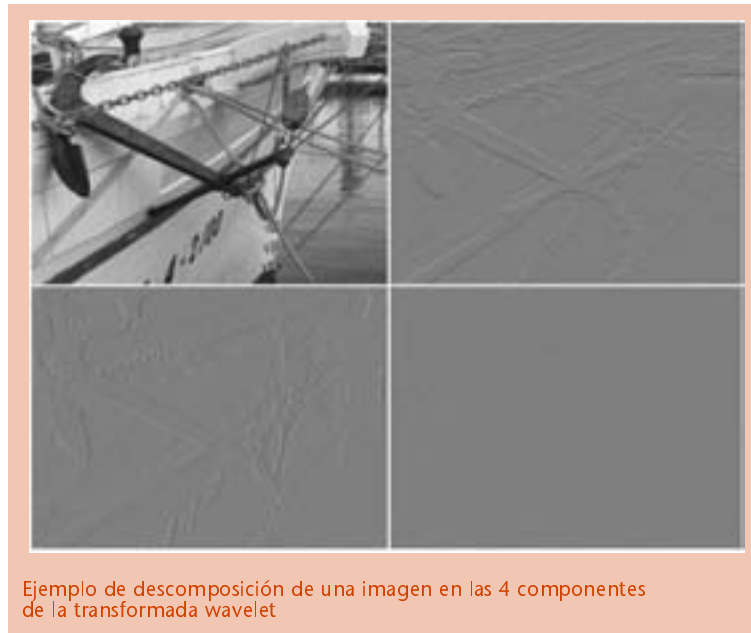 Ejemplo de descomposición de una imagen en las 4 componentes
de la transformada wavelet